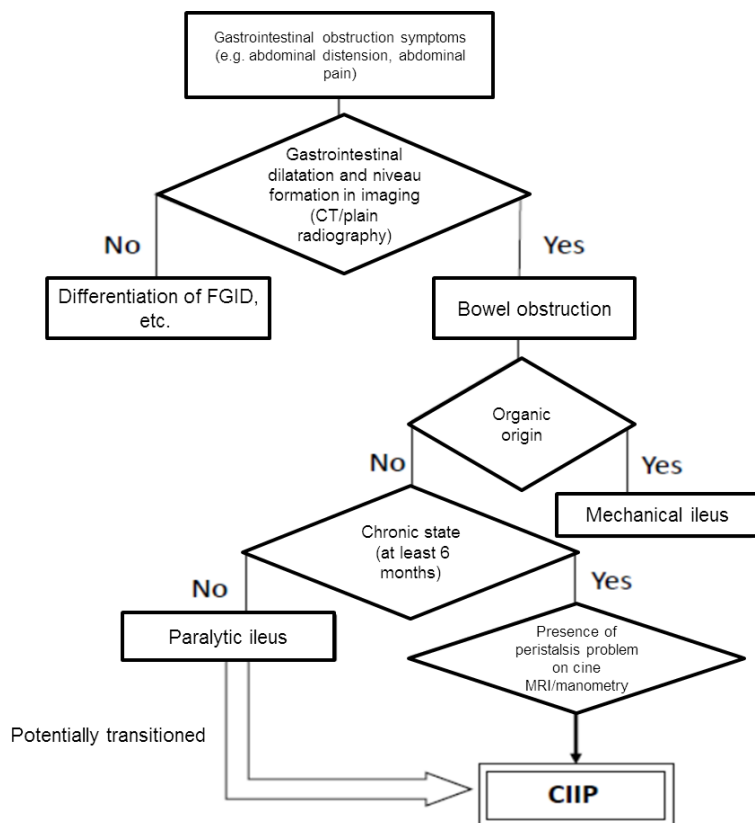 Gastrointestinal obstruction symptoms
(e.g. abdominal distension, abdominal
pain)
Gastrointestinal
dilatation and niveau
formation in imaging
(CT/plain
radiography)
No
Yes
Differentiation of FGID,
etc.
Bowel obstruction
Organic
origin
No
Yes
Mechanical ileus
Chronic state
(at least 6
months)
No
Yes
Paralytic ileus
Presence of
peristalsis problem
on cine
MRI/manometry
Potentially transitioned
CIIP